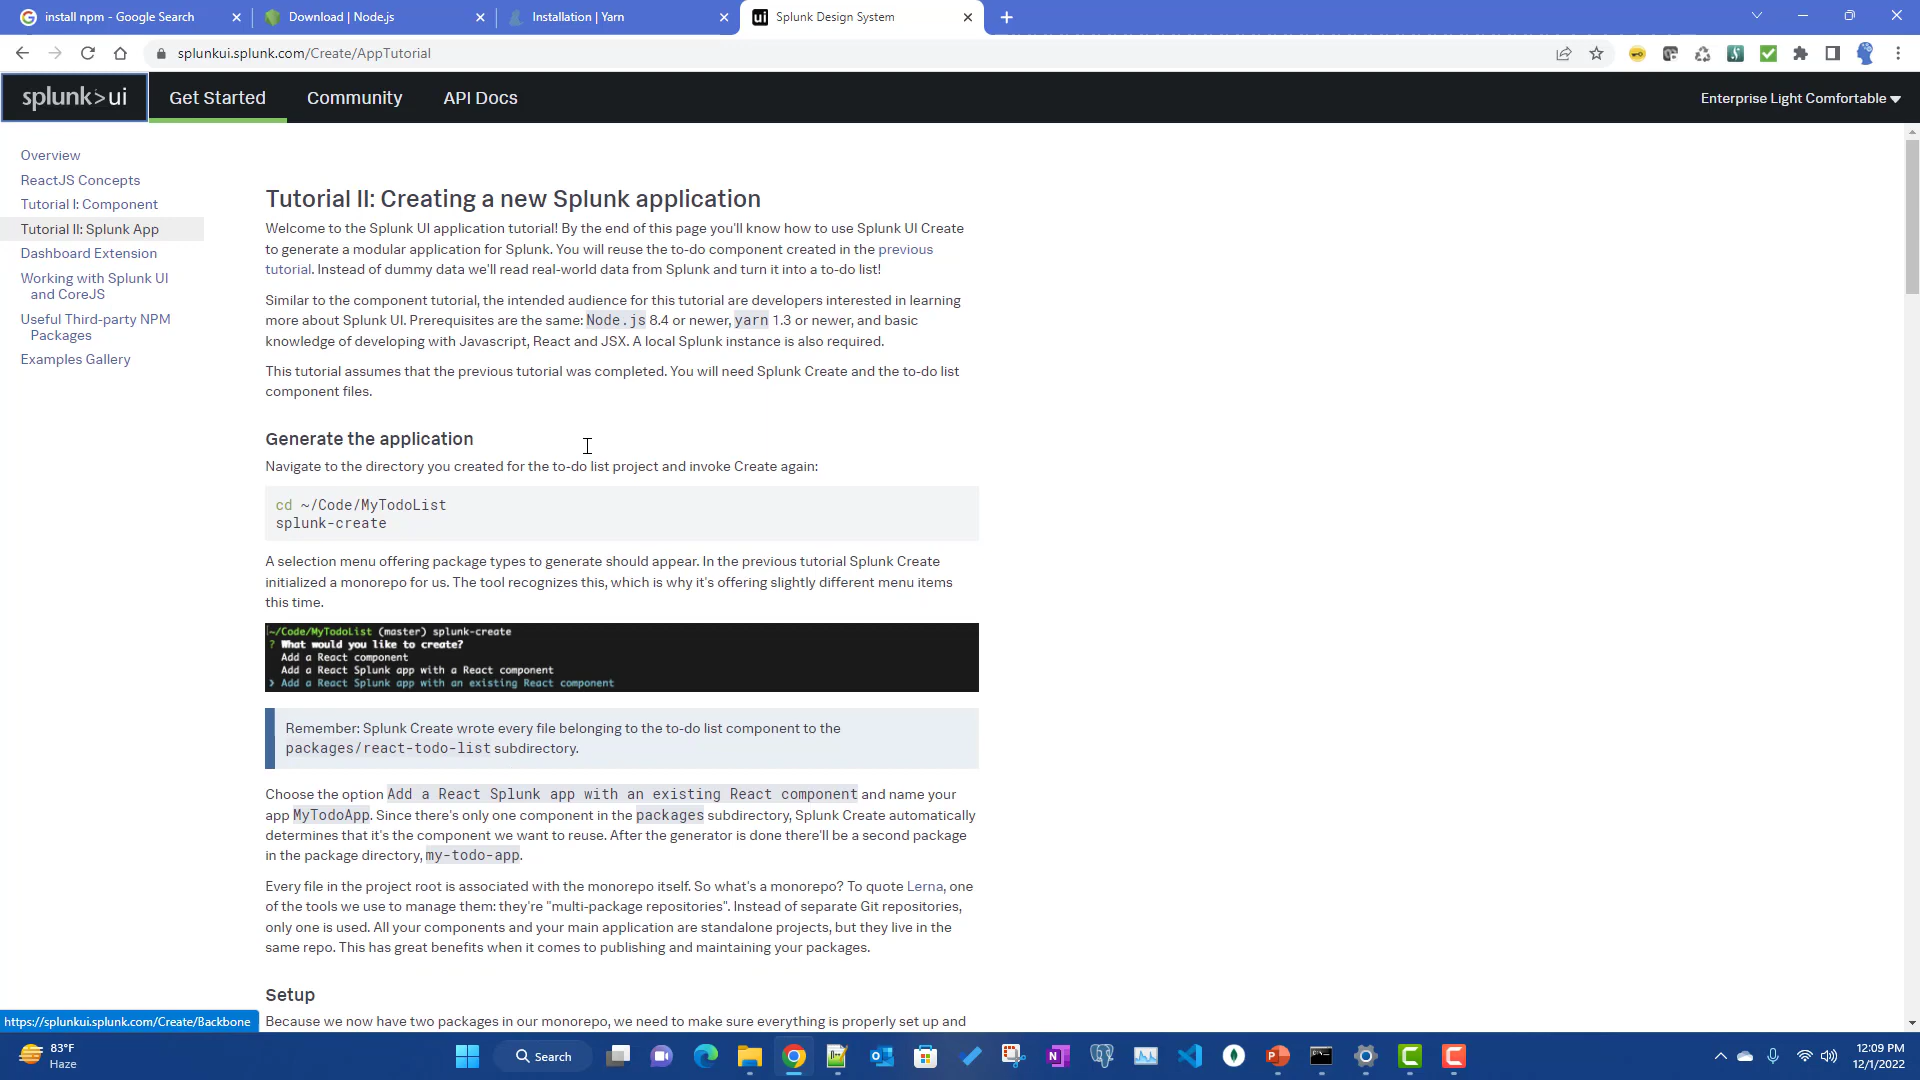 install npm - Google Search
Download | Node.js
Installation | Yarn
Splunk Design System
splunkui.splunk.com/Create/AppTutorial
splunk>ui
Get Started
Community
API Docs
Enterprise Light Comfortable
Overview
ReactJS Concepts
Tutorial I: Component
Tutorial II: Splunk App
Dashboard Extension
Working with Splunk UI
and CoreJS
Useful Third-party NPM
Packages
Examples Gallery
Tutorial II: Creating a new Splunk application
Welcome to the Splunk UI application tutorial! By the end of this page you'll know how to use Splunk UI Create
to generate a modular application for Splunk. You will reuse the to-do component created in the previous
tutorial. Instead of dummy data we'll read real-world data from Splunk and turn it into a to-do list!
Similar to the component tutorial, the intended audience for this tutorial are developers interested in learning
more about Splunk UI. Prerequisites are the same: Node.js 8.4 or newer, yarn 1.3 or newer, and basic
knowledge of developing with Javascript, React and JSX. A local Splunk instance is also required.
This tutorial assumes that the previous tutorial was completed. You will need Splunk Create and the to-do list
component files.
Generate the application
Navigate to the directory you created for the to-do list project and invoke Create again:
cd ~/Code/MyTodoList
splunk-create
A selection menu offering package types to generate should appear. In the previous tutorial Splunk Create
initialized a monorepo for us. The tool recognizes this, which is why it's offering slightly different menu items
this time.
~/Code/MyTodoList (master) splunk-create
? What would you like to create?
Add a React component
Add a React Splunk app with a React component
❯ Add a React Splunk app with an existing React component
Remember: Splunk Create wrote every file belonging to the to-do list component to the
packages/react-todo-list subdirectory.
Choose the option Add a React Splunk app with an existing React component and name your
app MyTodoApp. Since there's only one component in the packages subdirectory, Splunk Create automatically
determines that it's the component we want to reuse. After the generator is done there'll be a second package
in the package directory, my-todo-app.
Every file in the project root is associated with the monorepo itself. So what's a monorepo? To quote Lerna, one
of the tools we use to manage them: they're "multi-package repositories". Instead of separate Git repositories,
only one is used. All your components and your main application are standalone projects, but they live in the
same repo. This has great benefits when it comes to publishing and maintaining your packages.
Setup
Because we now have two packages in our monorepo, we need to make sure everything is properly set up and
https://splunkui.splunk.com/Create/Backbone
83°F
Haze
Search
12:09 PM
12/1/2022